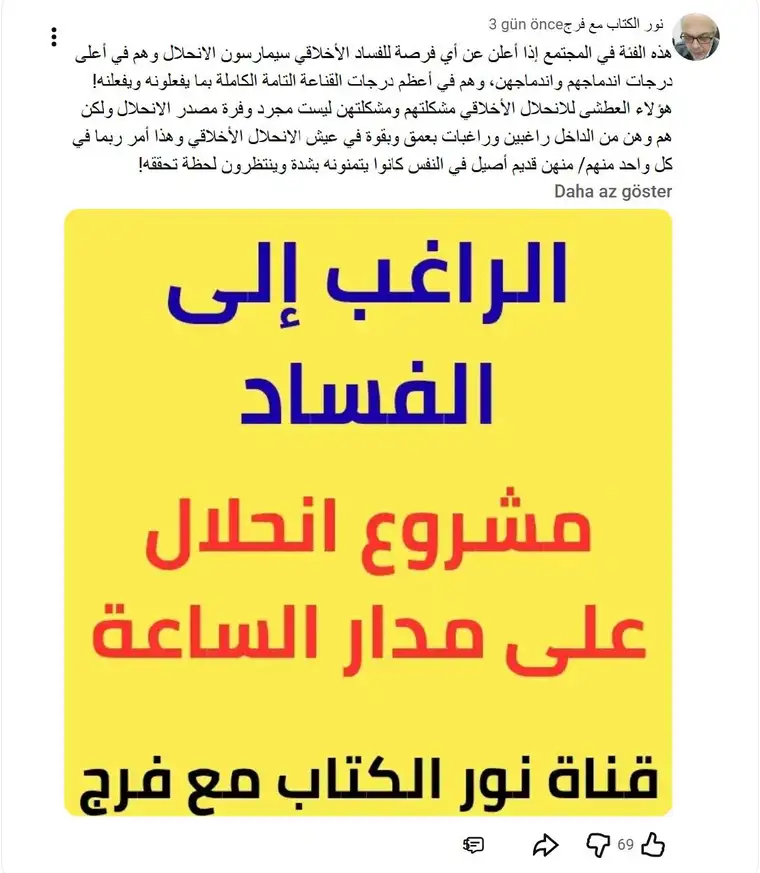 نور الكتاب مع فرج 3 gün önce
هذه الفئة في المجتمع إذا أعلن عن أي فرصة للفساد الأخلاقي سيمارسون الانحلال وهم في أعلى
درجات اندماجهم واندماجهن، وهم في أعظم درجات القناعة التامة الكاملة بما يفعلونه ويفعلنه!
هؤلاء العطشى للانحلال الأخلاقي مشكلتهم ومشكلتهن ليست مجرد وفرة مصدر الانحلال ولكن
هم وهن من الداخل راغبين وراغبات بعمق وبقوة في عيش الانحلال الأخلاقي وهذا أمر ربما في
كل واحد منهم/ منهن قديم أصيل في النفس كانوا يتمنونه بشدة وينتظرون لحظة تحققه!
Daha az göster
الراغب إلى
الفساد
مشروع انحلال
على مدار الساعة
قناة نور الكتاب مع فرج
69
5